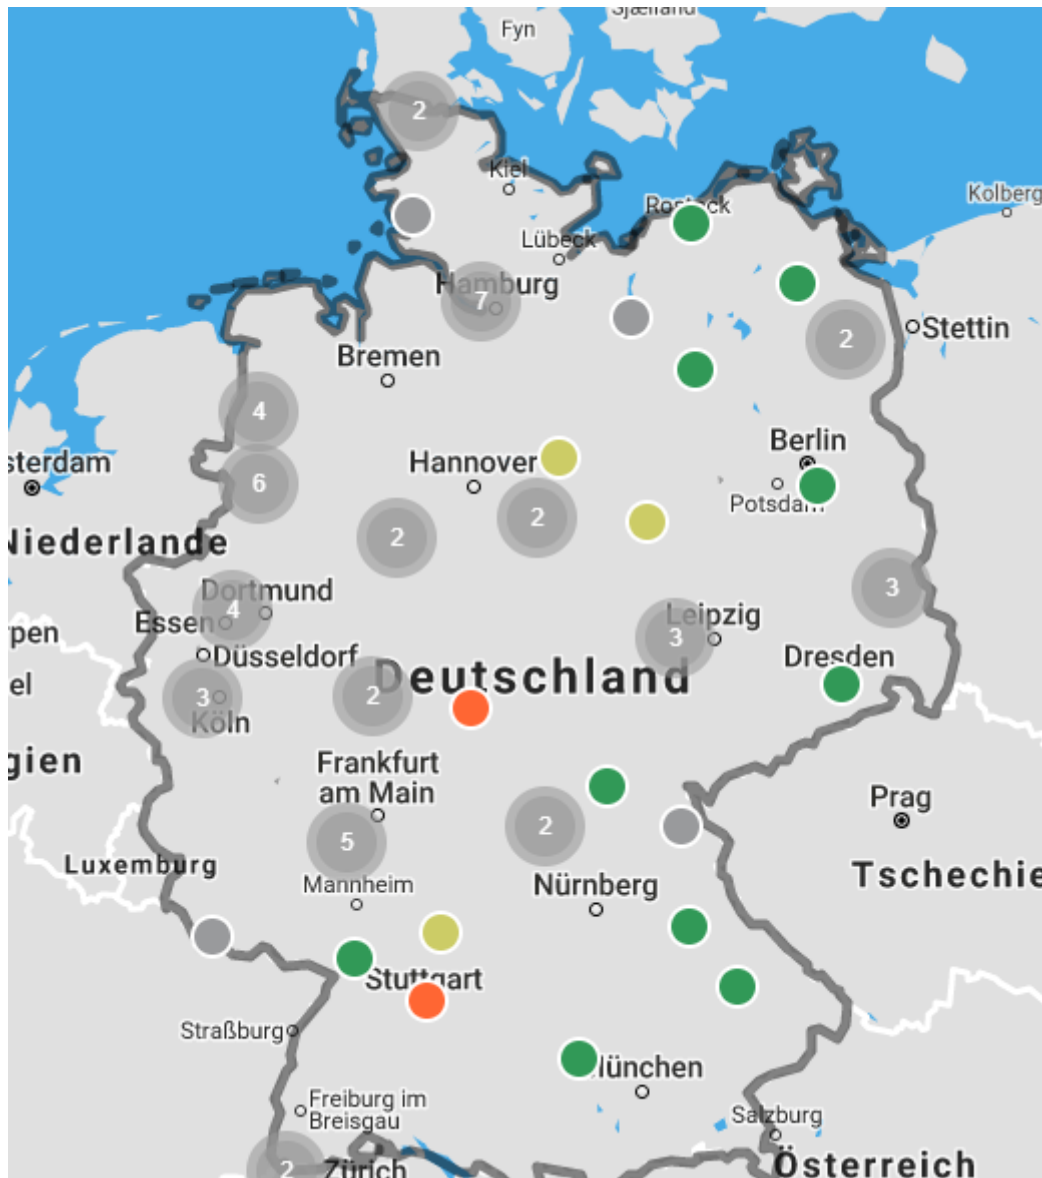 Sjælland
Fyn
2
Kiel
Kolberg
Rostock
Lübeck
Hamburg
7
Stettin
2
Bremen
4
Berlin
sterdam
Hannover
6
Potsdam
2
2
Niederlande
3
Dortmund
4
Essen
Leipzig
3
rpen
Düsseldorf
Dresden
el
Deutschland
3
2
Köln
gien
Frankfurt
am Main
Prag
2
5
Luxemburg
Tschechie
Mannheim
Nürnberg
Stuttgart
Straßburg
München
Freiburg im
Breisgau
Salzburg
2
Zürich
Österreich